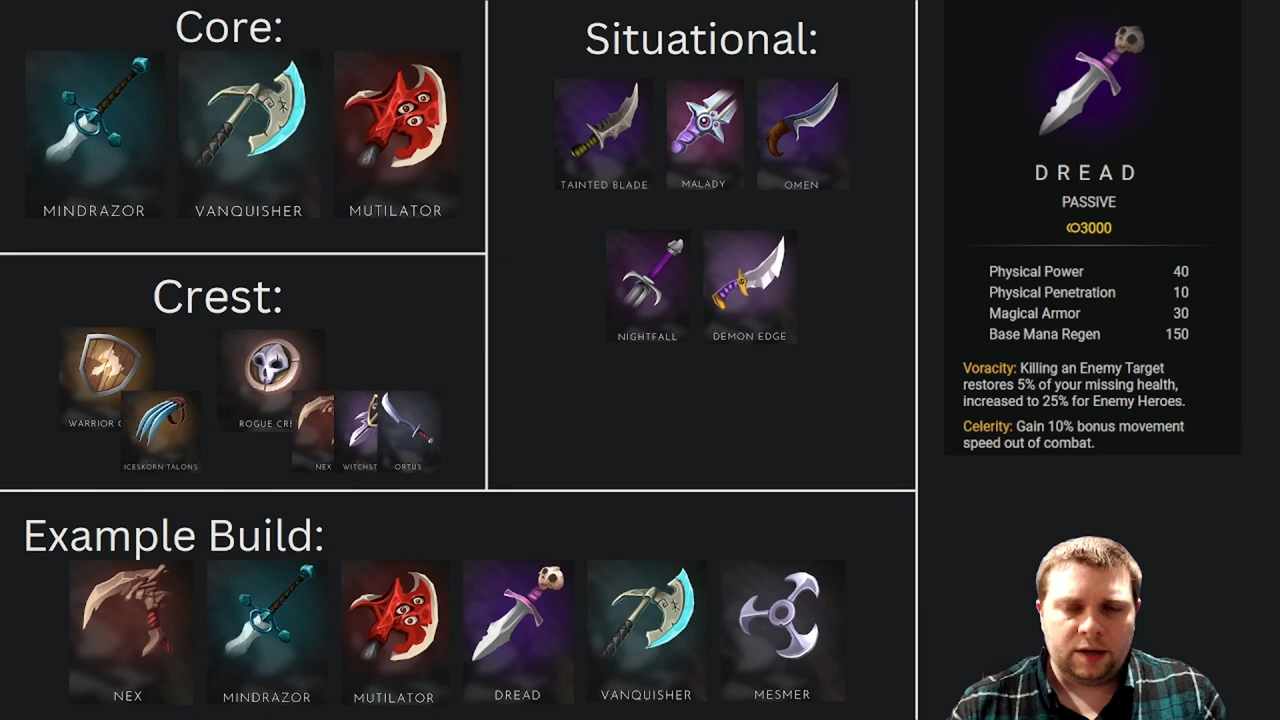 Core:
MINDRAZOR
VANQUISHER
MUTILATOR
Crest:
WARRIOR
ROGUE
ICESKORN TALONS
NEX
WITCHST
ORTUS
Situational:
TAINTED BLADE
MALADY
OMEN
NIGHTFALL
DEMON EDGE
Example Build:
NEX
MINDRAZOR
MUTILATOR
DREAD
VANQUISHER
MESMER
DREAD
PASSIVE
3000
Physical Power 40
Physical Penetration 10
Magical Armor 30
Base Mana Regen 150
Voracity: Killing an Enemy Target
restores 5% of your missing health,
increased to 25% for Enemy Heroes.
Celerity: Gain 10% bonus movement
speed out of combat.